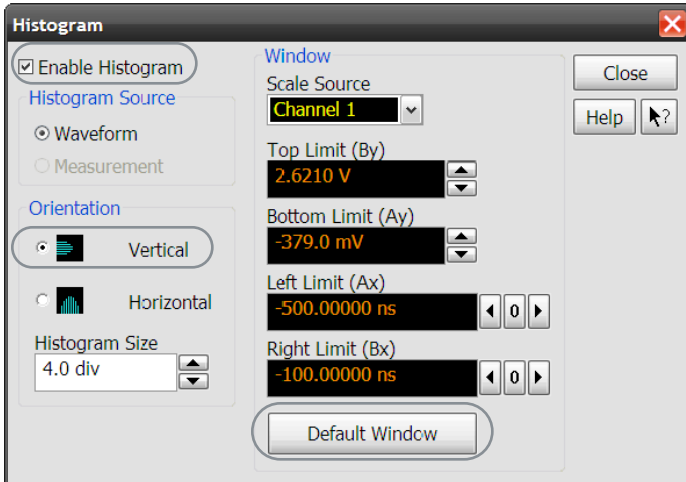 Histogram
Enable Histogram
Histogram Source
Waveform
Measurement
Orientation
Vertical
Horizontal
Histogram Size
4.0 div
Window
Scale Source
Channel 1
Top Limit (By)
2.6210 V
Bottom Limit (Ay)
-379.0 mV
Left Limit (Ax)
-500.00000 ns
0
Right Limit (Bx)
-100.00000 ns
0
Default Window
Close
Help
?